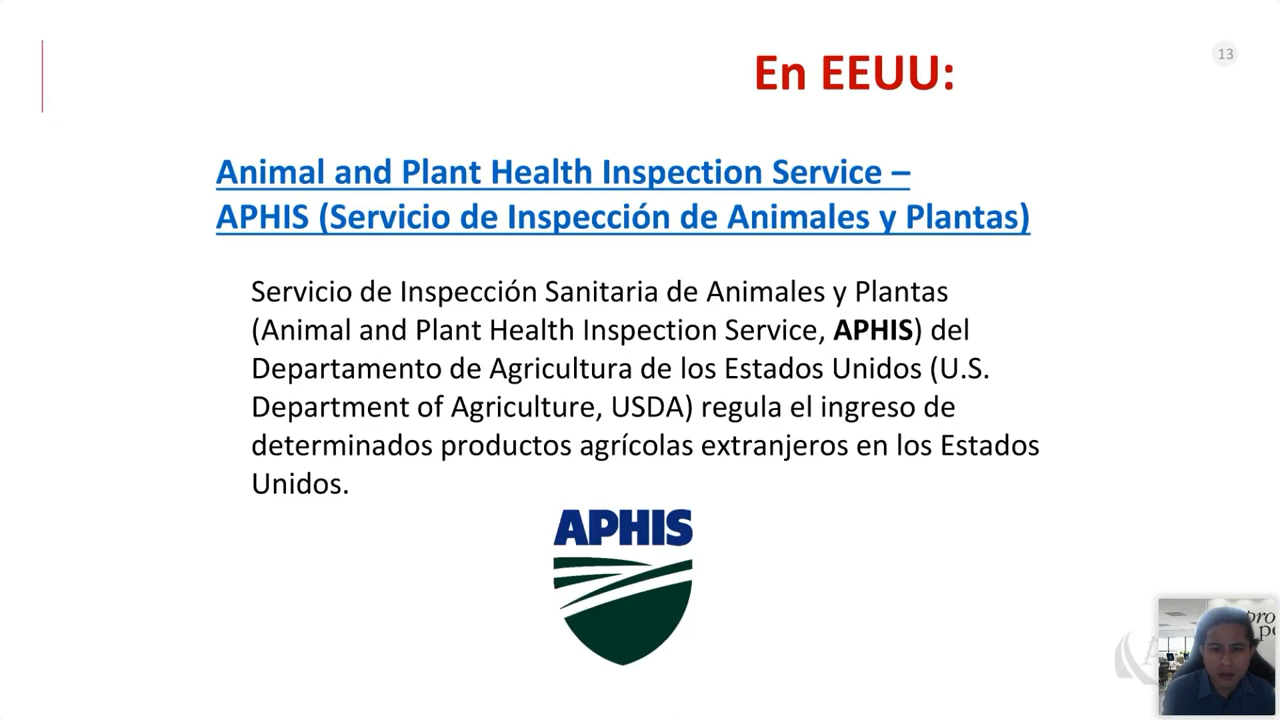 13
En EEUU:
Animal and Plant Health Inspection Service –
APHIS (Servicio de Inspección de Animales y Plantas)
Servicio de Inspección Sanitaria de Animales y Plantas
(Animal and Plant Health Inspection Service, APHIS) del
Departamento de Agricultura de los Estados Unidos (U.S.
Department of Agriculture, USDA) regula el ingreso de
determinados productos agrícolas extranjeros en los Estados
Unidos.
APHIS